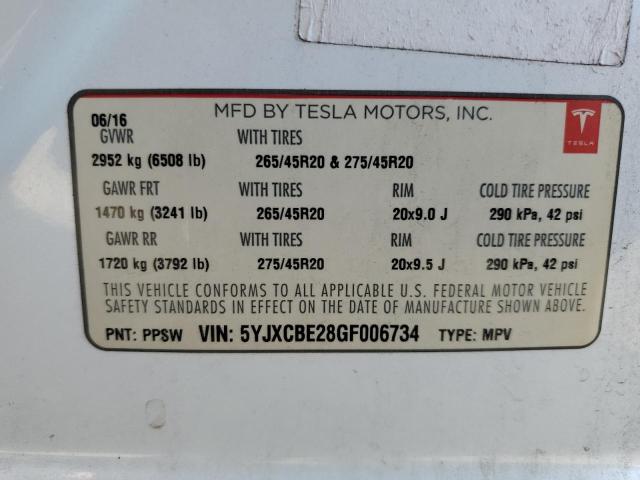 MFD BY TESLA MOTORS, INC.
TESLA
06/16
GVWR WITH TIRES
2952 kg (6508 lb) 265/45R20 & 275/45R20
GAWR FRT WITH TIRES RIM COLD TIRE PRESSURE
1470 kg (3241 lb) 265/45R20 20x9.0 J 290 kPa, 42 psi
GAWR RR WITH TIRES RIM COLD TIRE PRESSURE
1720 kg (3792 lb) 275/45R20 20x9.5 J 290 kPa, 42 psi
THIS VEHICLE CONFORMS TO ALL APPLICABLE U.S. FEDERAL MOTOR VEHICLE
SAFETY STANDARDS IN EFFECT ON THE DATE OF MANUFACTURE SHOWN ABOVE.
PNT: PPSW VIN: 5YJXCBE28GF006734 TYPE: MPV